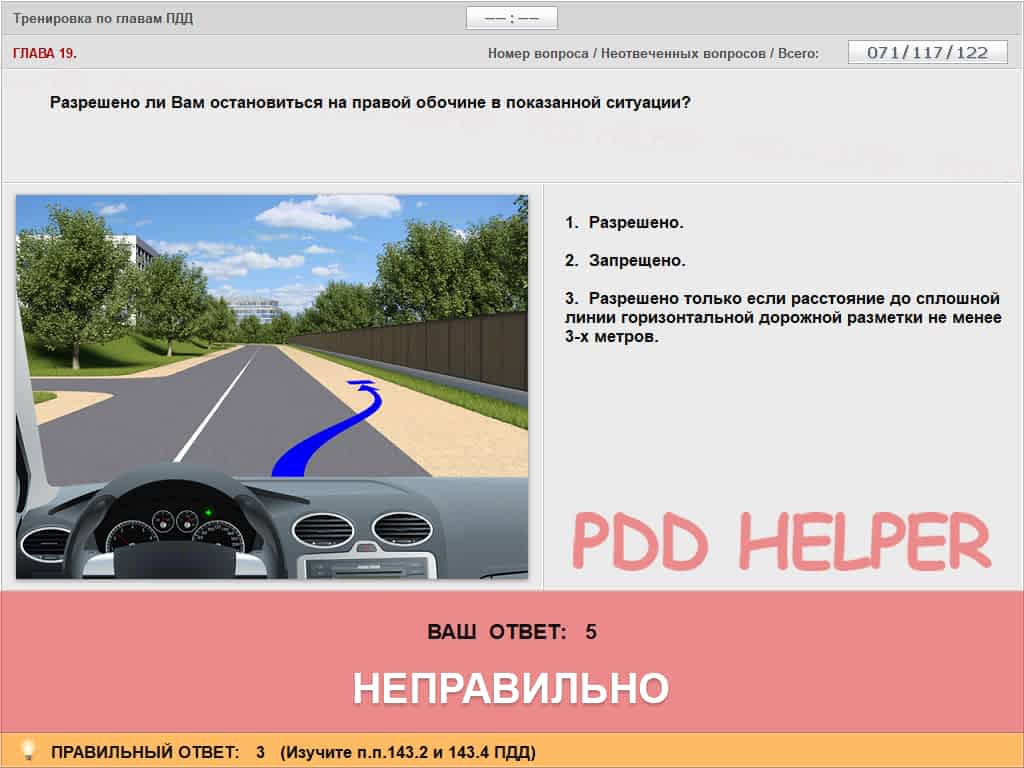 Тренировка по главам ПДД
—— : ——
ГЛАВА 19.
Номер вопроса / Неотвеченных вопросов / Всего:
071/117/122
Разрешено ли Вам остановиться на правой обочине в показанной ситуации?
1. Разрешено.
2. Запрещено.
3. Разрешено только если расстояние до сплошной
линии горизонтальной дорожной разметки не менее
3-х метров.
PDD HELPER
ВАШ ОТВЕТ: 5
НЕПРАВИЛЬНО
ПРАВИЛЬНЫЙ ОТВЕТ: 3 (Изучите п.п.143.2 и 143.4 ПДД)